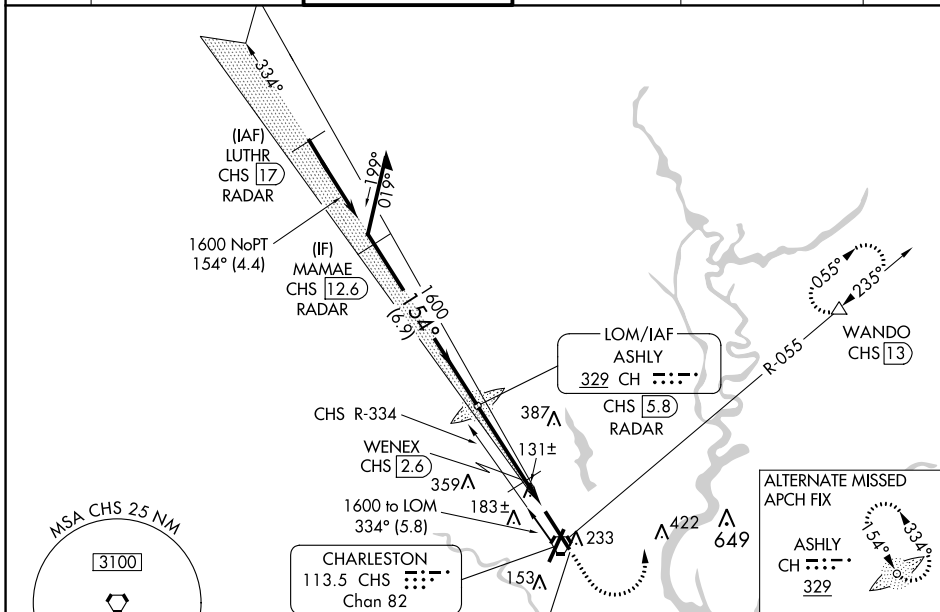 334°
(IAF)
LUTHR
CHS 17
RADAR
199°
019°
1600 NoPT
154° (4.4)
(IF)
MAMAE
CHS 12.6
RADAR
1600
154°
(6.9)
055°
235°
WANDO
CHS 13
R-055
LOM/IAF
ASHLY
329 CH
CHS 5.8
RADAR
CHS R-334
387
WENEX
CHS 2.6
131±
359
183±
1600 to LOM
334° (5.8)
233
422
649
153
CHARLESTON
113.5 CHS
Chan 82
MSA CHS 25 NM
3100
ALTERNATE MISSED
APCH FIX
ASHLY
CH
329
154°
334°